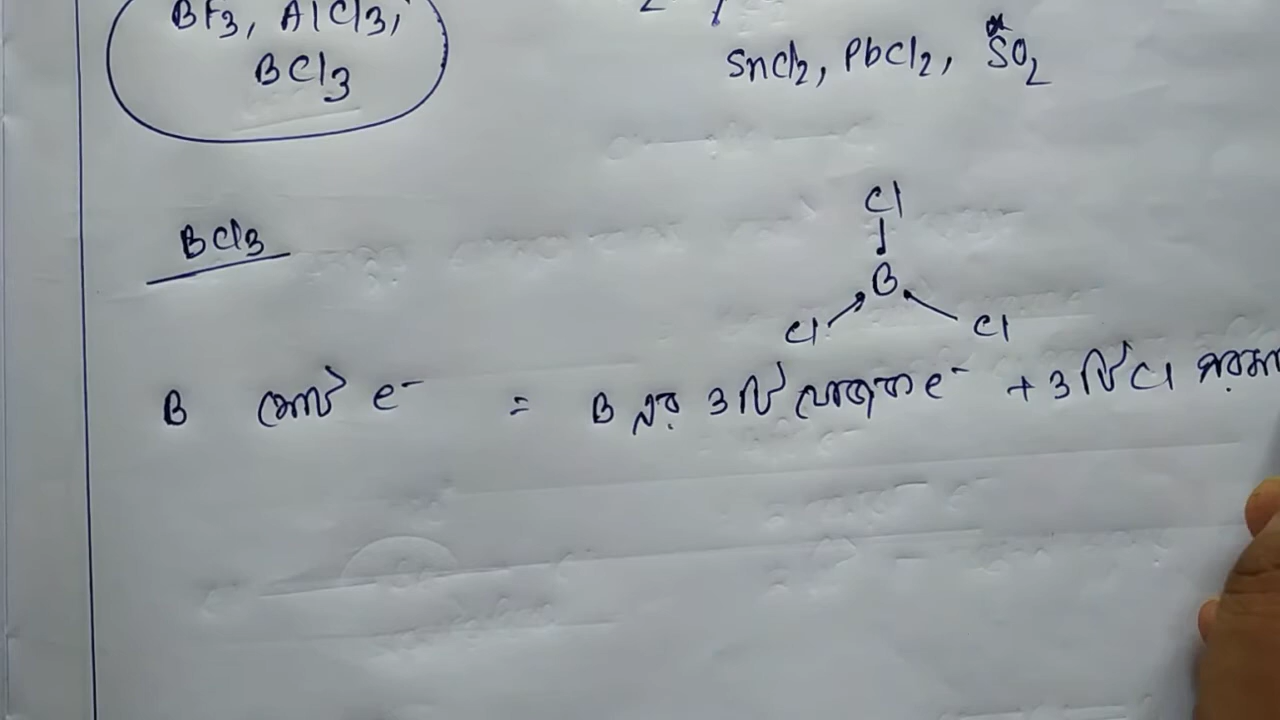 BF3, AlCl3,
BCl3
SnCl2, PbCl2, SO2
BCl3
Cl
B
Cl Cl
B মোট e- = B এর 3টি যোজ্যতা e- + 3টি Cl